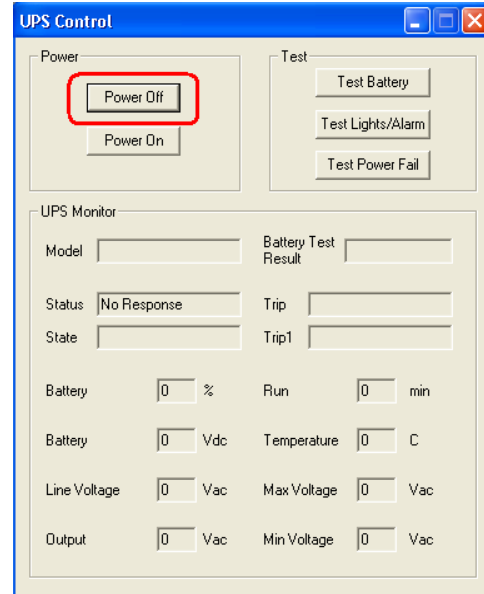 UPS Control
Power
Power Off
Power On
Test
Test Battery
Test Lights/Alarm
Test Power Fail
UPS Monitor
Model
Battery Test
Result
Status No Response
Trip
State
Trip1
Battery 0 %
Run 0 min
Battery 0 Vdc
Temperature 0 C
Line Voltage 0 Vac
Max Voltage 0 Vac
Output 0 Vac
Min Voltage 0 Vac